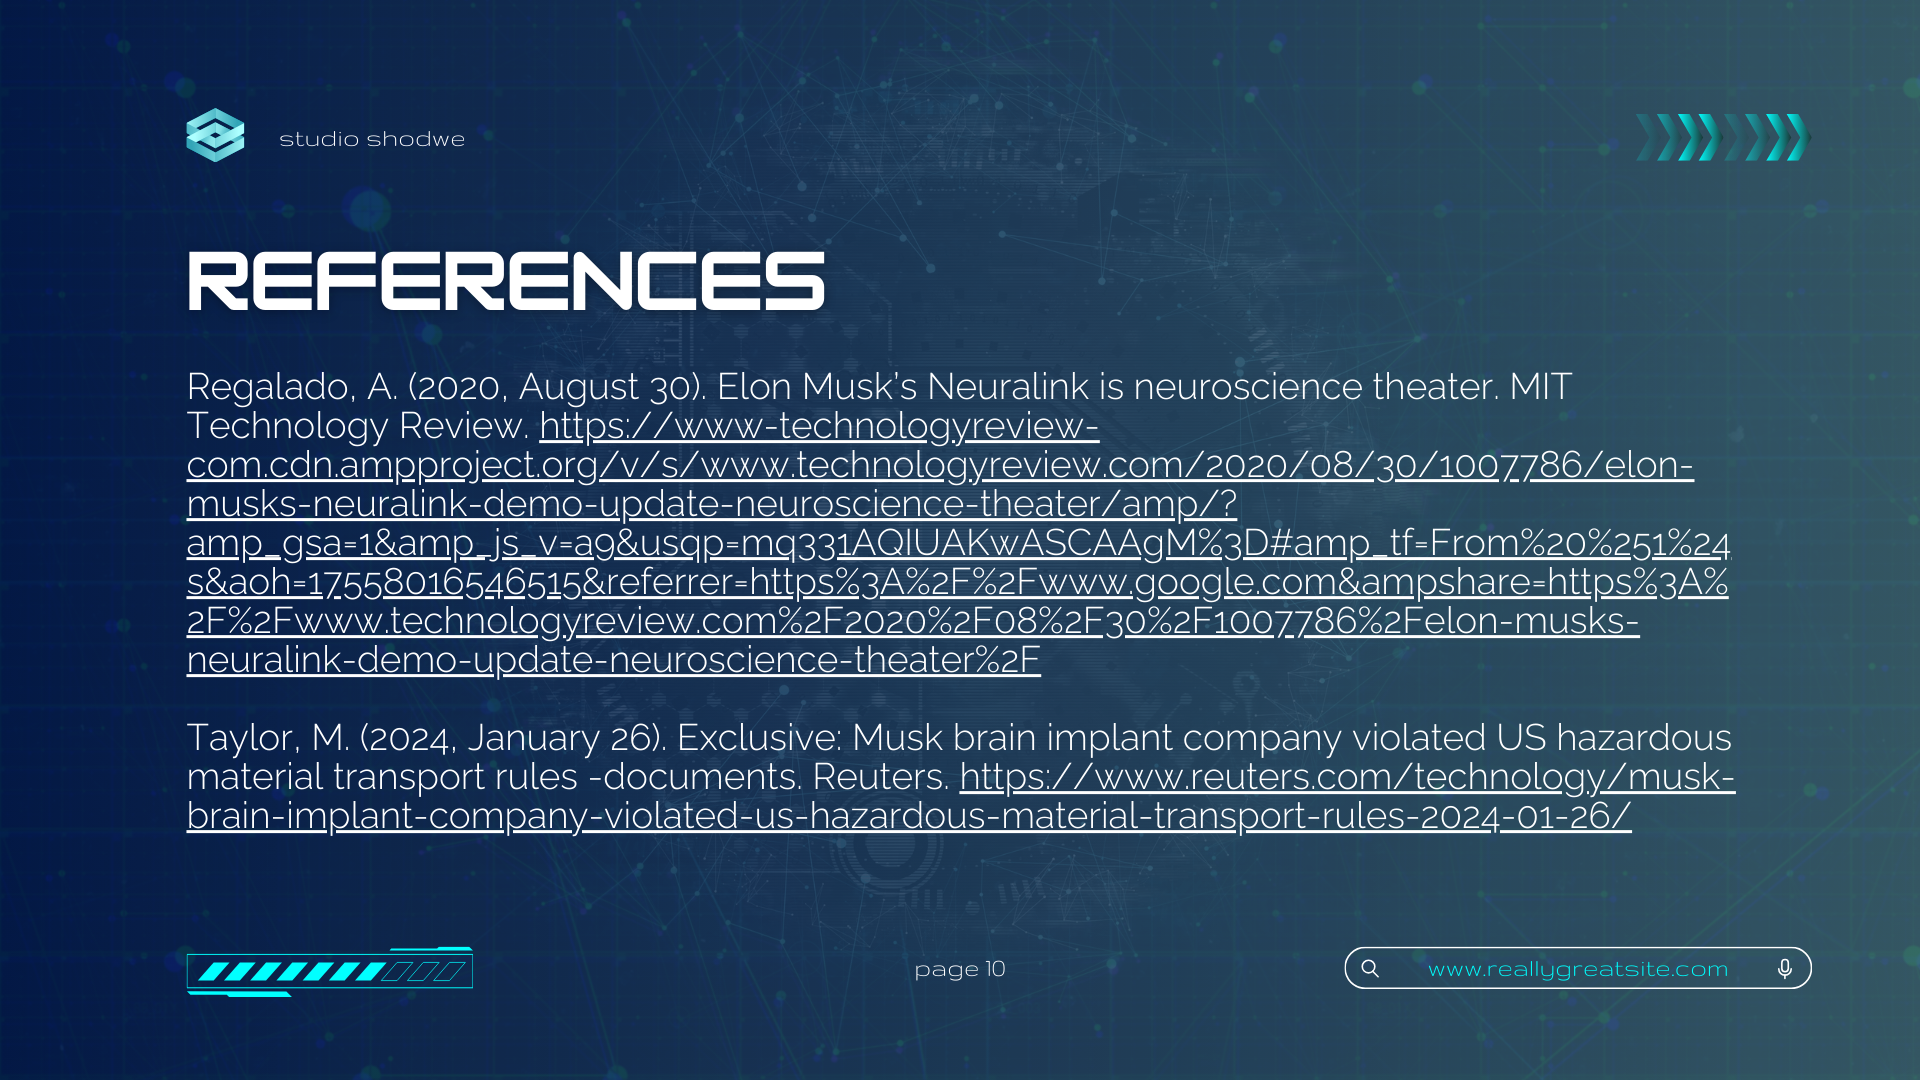 studio shodwe
REFERENCES
Regalado, A. (2020, August 30). Elon Musk’s Neuralink is neuroscience theater. MIT
Technology Review. https://www-technologyreview-
com.cdn.ampproject.org/v/s/www.technologyreview.com/2020/08/30/1007786/elon-
musks-neuralink-demo-update-neuroscience-theater/amp/?
amp_gsa=1&amp_js_v=a9&usqp=mq331AQIUAKwASCAAgM%3D#amp_tf=From%20%251%24
s&aoh=17558016546515&referrer=https%3A%2F%2Fwww.google.com&ampshare=https%3A%
2F%2Fwww.technologyreview.com%2F2020%2F08%2F30%2F1007786%2Felon-musks-
neuralink-demo-update-neuroscience-theater%2F
Taylor, M. (2024, January 26). Exclusive: Musk brain implant company violated US hazardous
material transport rules -documents. Reuters. https://www.reuters.com/technology/musk-
brain-implant-company-violated-us-hazardous-material-transport-rules-2024-01-26/
page 10
www.reallygreatsite.com